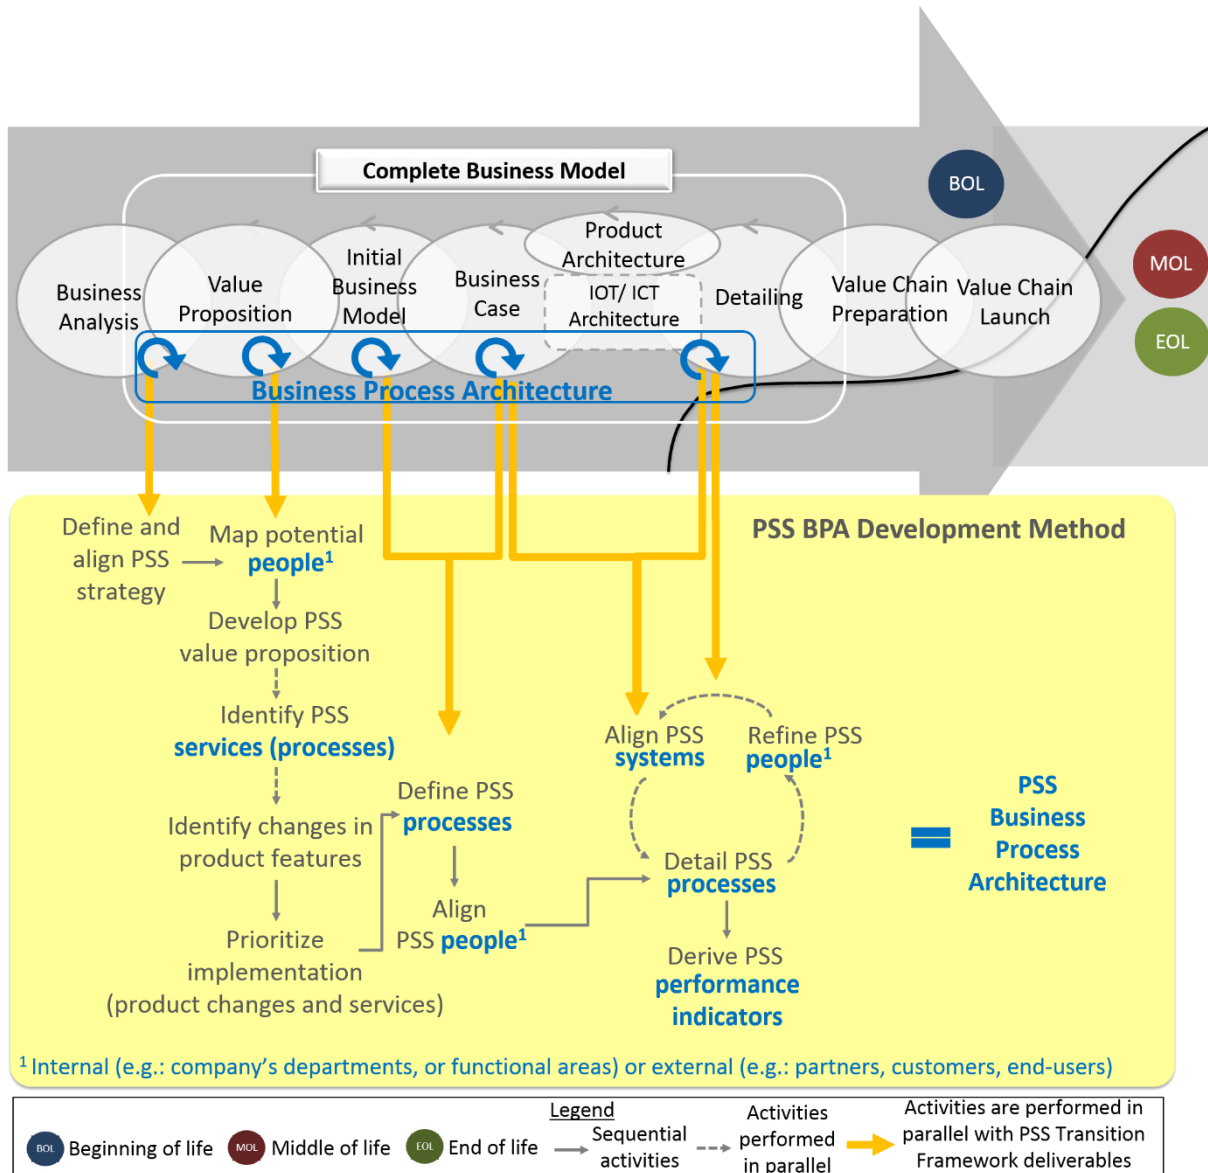 Complete Business Model
BOL
MOL
EOL
Business
Analysis
Value
Proposition
Initial
Business
Model
Business
Case
Product
Architecture
IOT/ ICT
Architecture
Detailing
Value Chain
Preparation
Value Chain
Launch
Business Process Architecture
PSS BPA Development Method
Define and
align PSS
strategy
Map potential
people¹
Develop PSS
value proposition
Identify PSS
services (processes)
Identify changes in
product features
Prioritize
implementation
(product changes and services)
Define PSS
processes
Align
PSS people¹
Align PSS
systems
Refine PSS
people¹
Detail PSS
processes
Derive PSS
performance
indicators
PSS
Business
Process
Architecture
¹ Internal (e.g.: company's departments, or functional areas) or external (e.g.: partners, customers, end-users)
Legend
BOL Beginning of life
MOL Middle of life
EOL End of life
Sequential
activities
Activities
performed
in parallel
Activities are performed in
parallel with PSS Transition
Framework deliverables